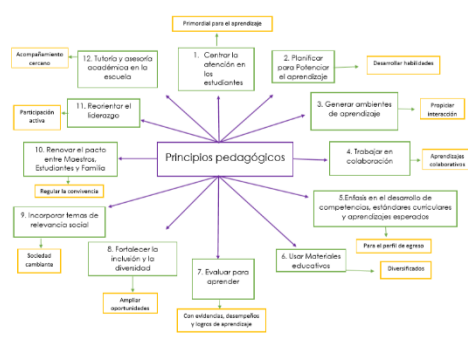 Primordial para el aprendizaje
Acompañamiento
cercano
12. Tutoría y asesoría
académica en la
escuela
1. Centrar la
atención en
los
estudiantes
2. Planificar
para Potenciar
el aprendizaje
Desarrollar habilidades
Participación
activa
11. Reorientar el
liderazgo
3. Generar ambientes
de aprendizaje
Propiciar
interacción
10. Renovar el pacto
entre Maestros,
Estudiantes y Familia
Principios pedagógicos
4. Trabajar en
colaboración
Aprendizajes
colaborativos
Regular la convivencia
9. Incorporar temas de
relevancia social
5.Enfasis en el desarrollo de
competencias, estándares curriculares
y aprendizajes esperados
Sociedad
cambiante
8. Fortalecer la
inclusión y la
diversidad
7. Evaluar para
aprender
6. Usar Materiales
educativos
Para el perfil de egreso
Diversificados
Ampliar
oportunidades
Con evidencias, desempeños
y logros de aprendizaje